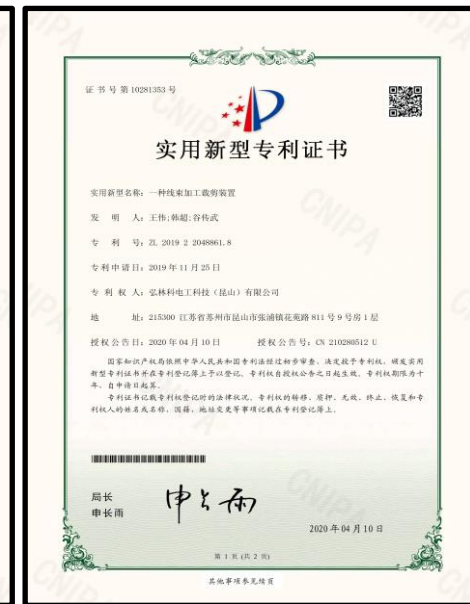 证书号第10281353号
实用新型专利证书
实用新型名称：一种线束加工裁剪装置
发 明 人：王伟;韩超;谷传武
专 利 号：ZL 2019 2 2048861.8
专利申请日：2019年11月25日
专 利 权 人：弘林科电工科技（昆山）有限公司
地 址：215300 江苏省苏州市昆山市张浦镇花苑路811号9号房1层
授权公告日：2020年04月10日 授权公告号：CN 210280512 U
国家知识产权局依照中华人民共和国专利法经过初步审查，决定授予专利权，颁发实用
新型专利证书并在专利登记簿上予以登记。专利权自授权公告之日起生效。专利权期限为十
年，自申请日起算。
专利证书记载专利权登记时的法律状况。专利权的转移、质押、无效、终止、恢复和专
利权人的姓名或名称、国籍、地址变更等事项记载在专利登记簿上。
局长
申长雨
申长雨
2020年04月10日
第 1 页 (共 2 页)
其他事项参见续页
CNIPA
CNIPA
CNIPA
CNIPA